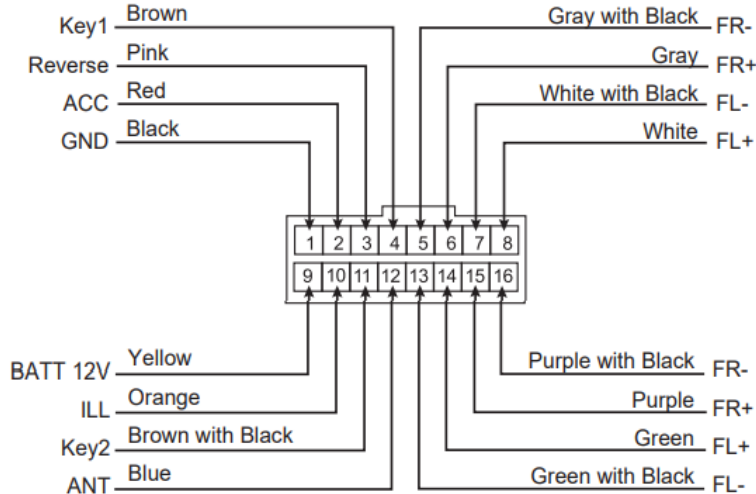 Key1 Brown Gray with Black FR-
Reverse Pink Gray FR+
ACC Red White with Black FL-
GND Black White FL+
1 2 3 4 5 6 7 8
9 10 11 12 13 14 15 16
BATT 12V Yellow Purple with Black FR-
ILL Orange Purple FR+
Key2 Brown with Black Green FL+
ANT Blue Green with Black FL-